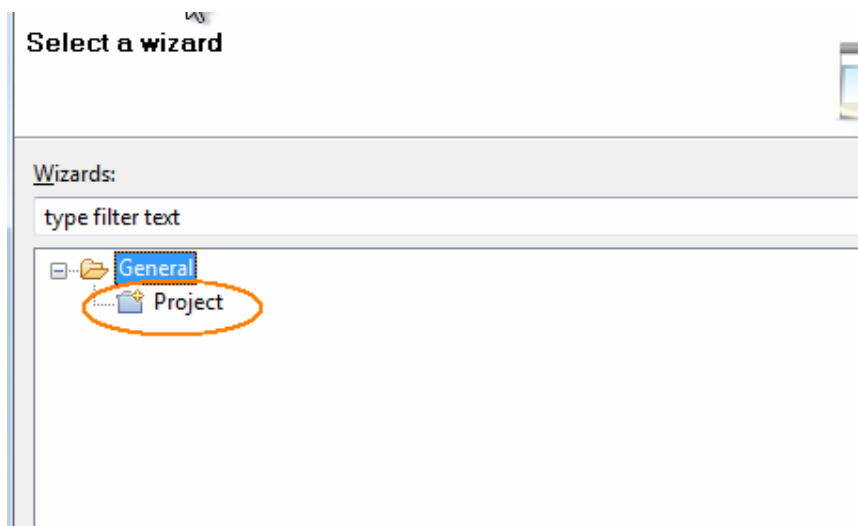 Select a wizard
Wizards:
type filter text
General
Project